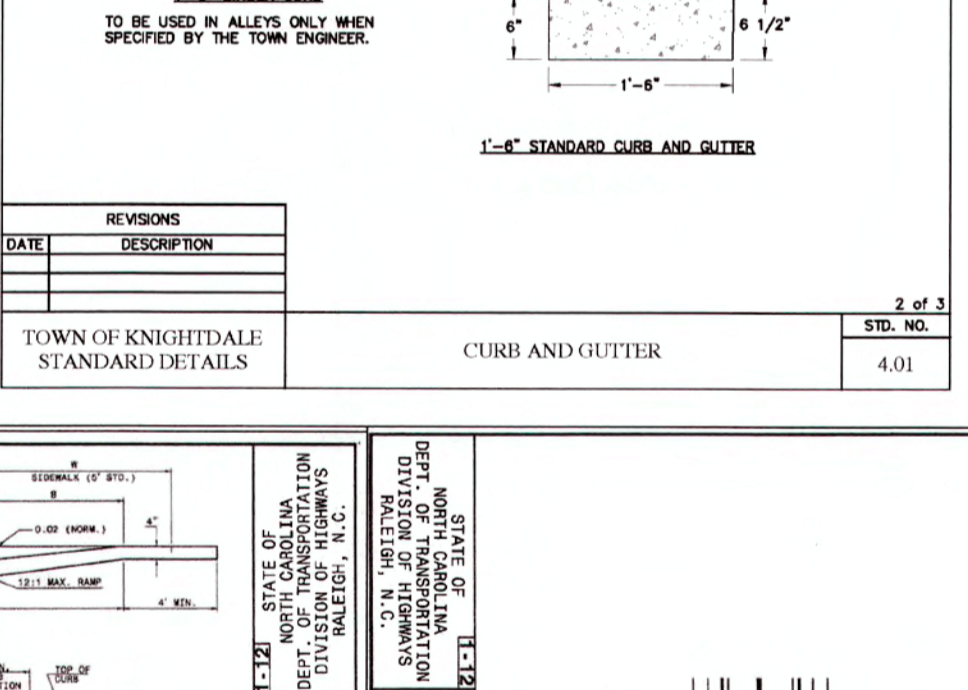 TO BE USED IN ALLEYS ONLY WHEN
SPECIFIED BY THE TOWN ENGINEER.
6"
6 1/2"
1'-6"
1'-6" STANDARD CURB AND GUTTER
REVISIONS
DATE DESCRIPTION
2 of 3
TOWN OF KNIGHTDALE
STANDARD DETAILS
CURB AND GUTTER
STD. NO.
4.01
W
SIDEWALK (5' STD.)
B
0.02 (NORM.)
4"
12:1 MAX. RAMP
4' MIN.
TOP OF
CURB
STATE OF
NORTH CAROLINA
DEPT. OF TRANSPORTATION
DIVISION OF HIGHWAYS
RALEIGH, N.C.
1-12
STATE OF
NORTH CAROLINA
DEPT. OF TRANSPORTATION
DIVISION OF HIGHWAYS
RALEIGH, N.C.
1-12